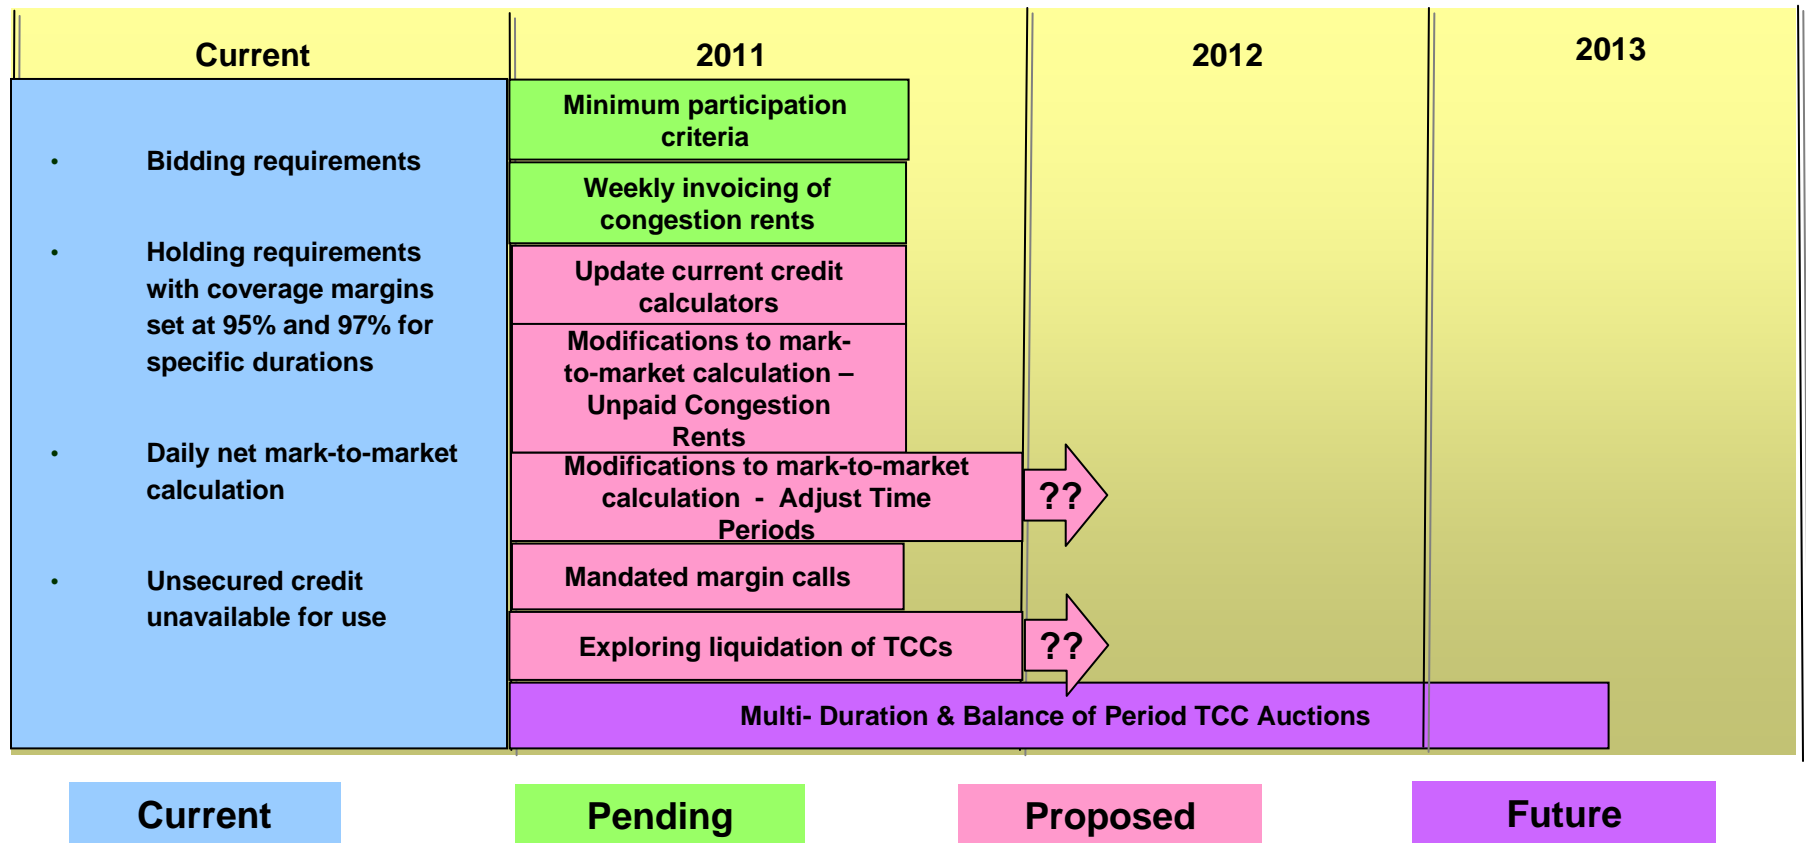 Current
2011
2012
2013
• Bidding requirements
• Holding requirements
with coverage margins
set at 95% and 97% for
specific durations
• Daily net mark-to-market
calculation
• Unsecured credit
unavailable for use
Minimum participation
criteria
Weekly invoicing of
congestion rents
Update current credit
calculators
Modifications to mark-
to-market calculation –
Unpaid Congestion
Rents
Modifications to mark-to-market
calculation - Adjust Time
Periods
??
Mandated margin calls
Exploring liquidation of TCCs
??
Multi- Duration & Balance of Period TCC Auctions
Current
Pending
Proposed
Future